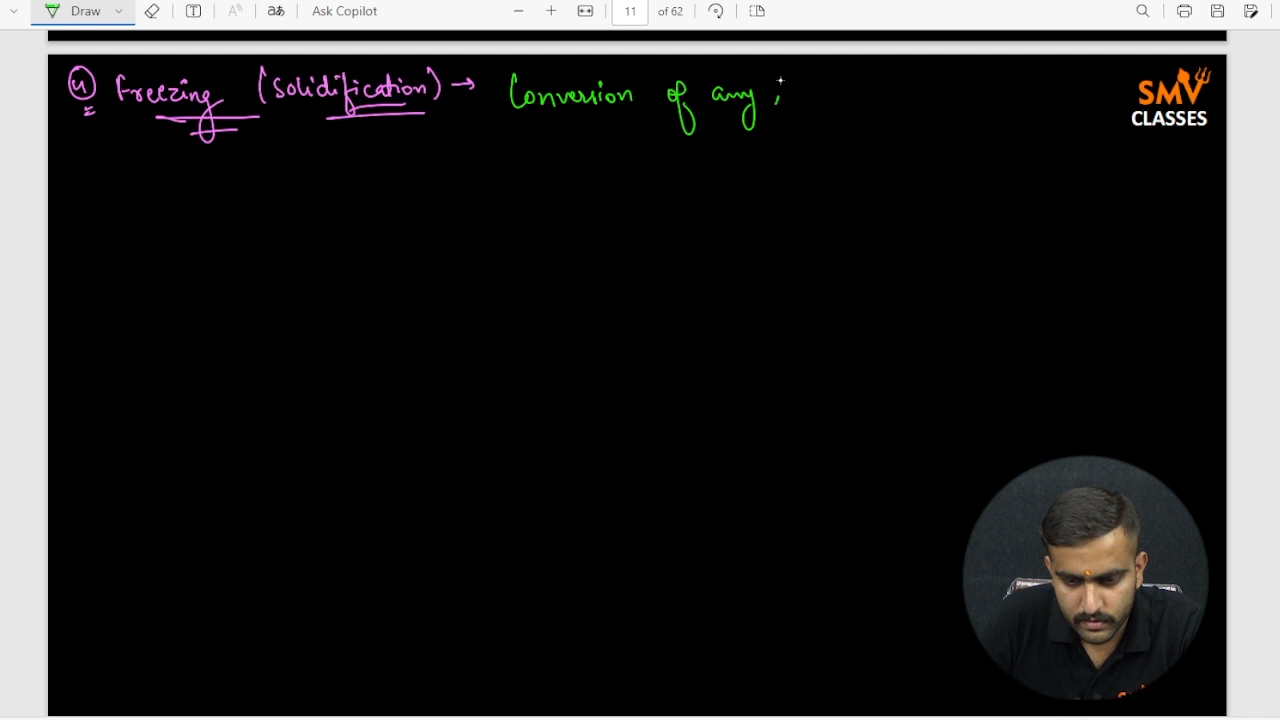 Draw
Ask Copilot
11 of 62
④ Freezing (Solidification) → Conversion of any
SMV
CLASSES